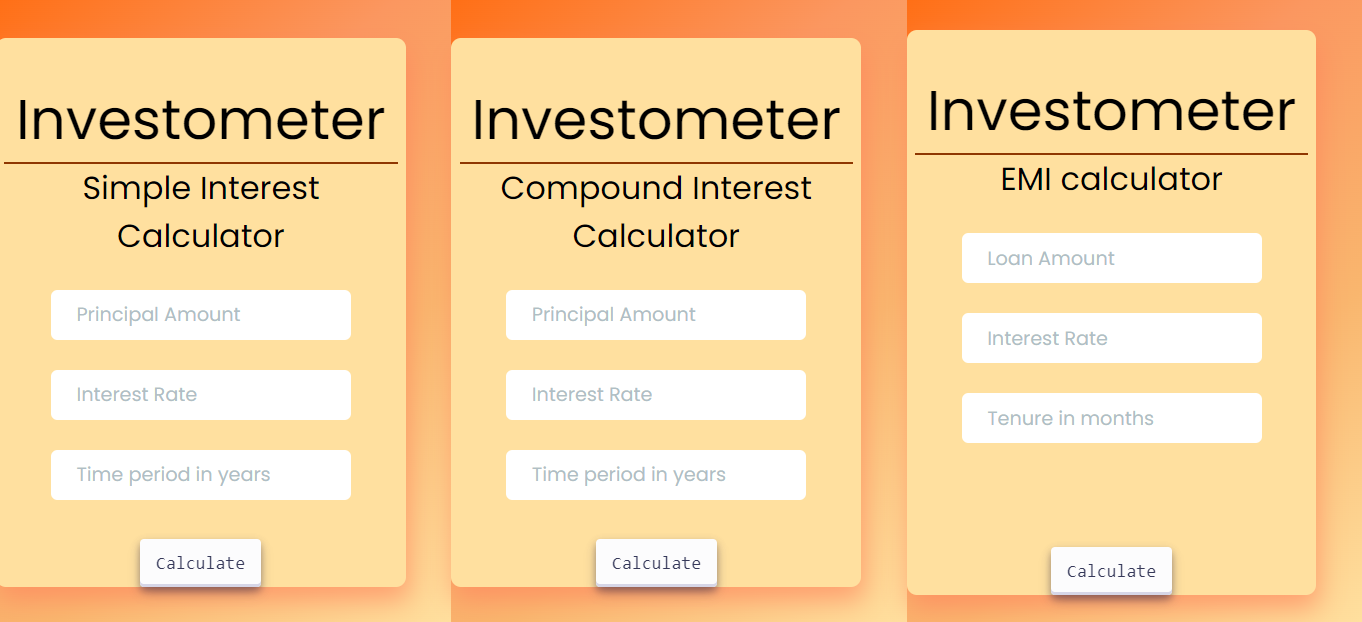 Investometer
Simple Interest
Calculator
Principal Amount
Interest Rate
Time period in years
Calculate
Investometer
Compound Interest
Calculator
Principal Amount
Interest Rate
Time period in years
Calculate
Investometer
EMI calculator
Loan Amount
Interest Rate
Tenure in months
Calculate